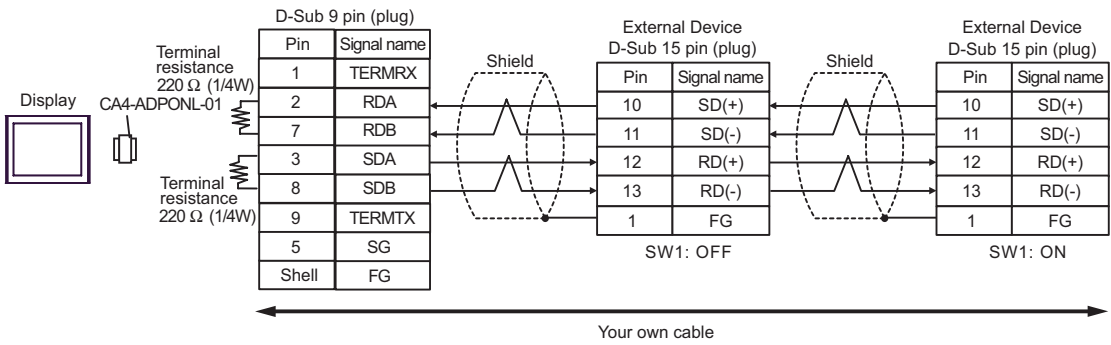 D-Sub 9 pin (plug)
Pin Signal name
1 TERMRX
2 RDA
7 RDB
3 SDA
8 SDB
9 TERMTX
5 SG
Shell FG
Display
CA4-ADPONL-01
Terminal
resistance
220 Ω (1/4W)
Terminal
resistance
220 Ω (1/4W)
Shield
External Device
D-Sub 15 pin (plug)
Pin Signal name
10 SD(+)
11 SD(-)
12 RD(+)
13 RD(-)
1 FG
SW1: OFF
Shield
External Device
D-Sub 15 pin (plug)
Pin Signal name
10 SD(+)
11 SD(-)
12 RD(+)
13 RD(-)
1 FG
SW1: ON
Your own cable